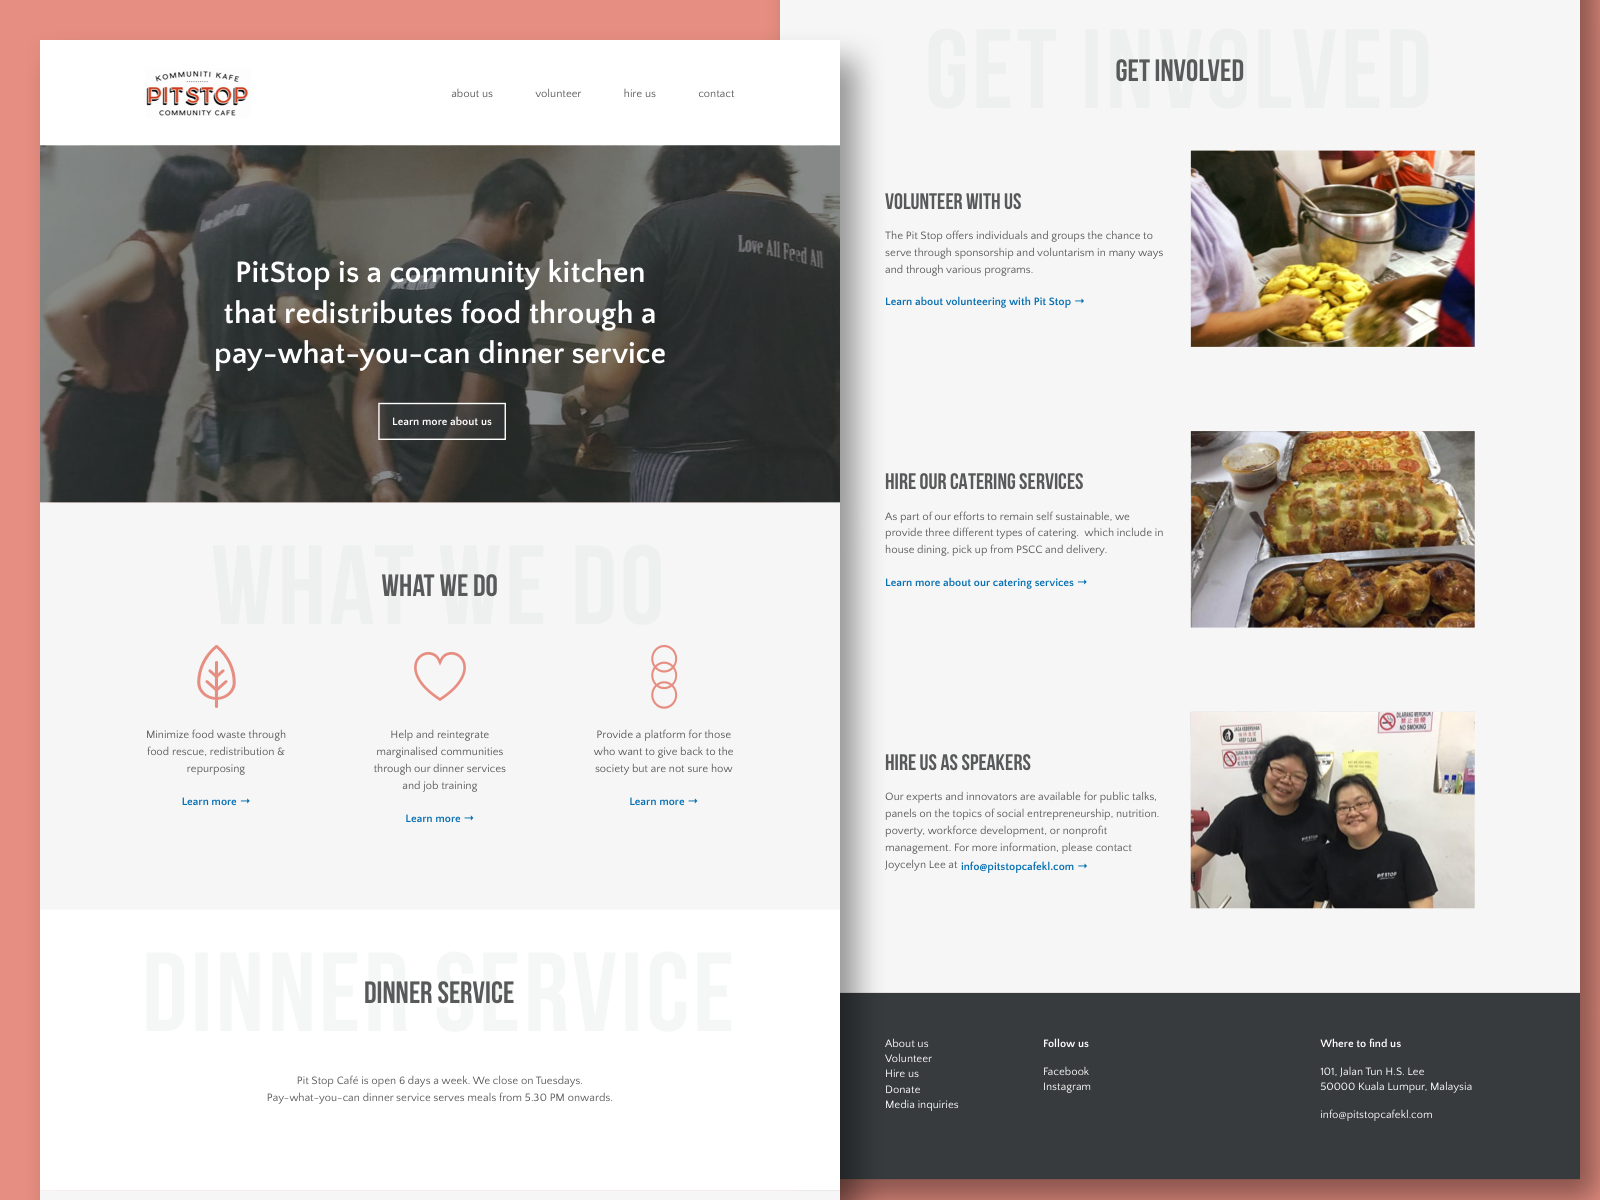 KOMMUNITI KAFE
PITSTOP
COMMUNITY CAFE
about us
volunteer
hire us
contact
Love All Feed All
PitStop is a community kitchen
that redistributes food through a
pay-what-you-can dinner service
Learn more about us
WHAT WE DO
WHAT WE DO
Minimize food waste through
food rescue, redistribution &
repurposing
Learn more →
Help and reintegrate
marginalised communities
through our dinner services
and job training
Learn more →
Provide a platform for those
who want to give back to the
society but are not sure how
Learn more →
DINNER SERVICE
DINNER SERVICE
Pit Stop Café is open 6 days a week. We close on Tuesdays.
Pay-what-you-can dinner service serves meals from 5.30 PM onwards.
GET INVOLVED
GET INVOLVED
VOLUNTEER WITH US
The Pit Stop offers individuals and groups the chance to
serve through sponsorship and voluntarism in many ways
and through various programs.
Learn about volunteering with Pit Stop →
HIRE OUR CATERING SERVICES
As part of our efforts to remain self sustainable, we
provide three different types of catering.  which include in
house dining, pick up from PSCC and delivery.
Learn more about our catering services →
HIRE US AS SPEAKERS
Our experts and innovators are available for public talks,
panels on the topics of social entrepreneurship, nutrition.
poverty, workforce development, or nonprofit
management. For more information, please contact
Joycelyn Lee at info@pitstopcafekl.com →
DILARANG MEROKOK
NO SMOKING
KEEP CLEAN
PITSTOP
PITSTOP
About us
Volunteer
Hire us
Donate
Media inquiries
Follow us
Facebook
Instagram
Where to find us
101, Jalan Tun H.S. Lee
50000 Kuala Lumpur, Malaysia
info@pitstopcafekl.com